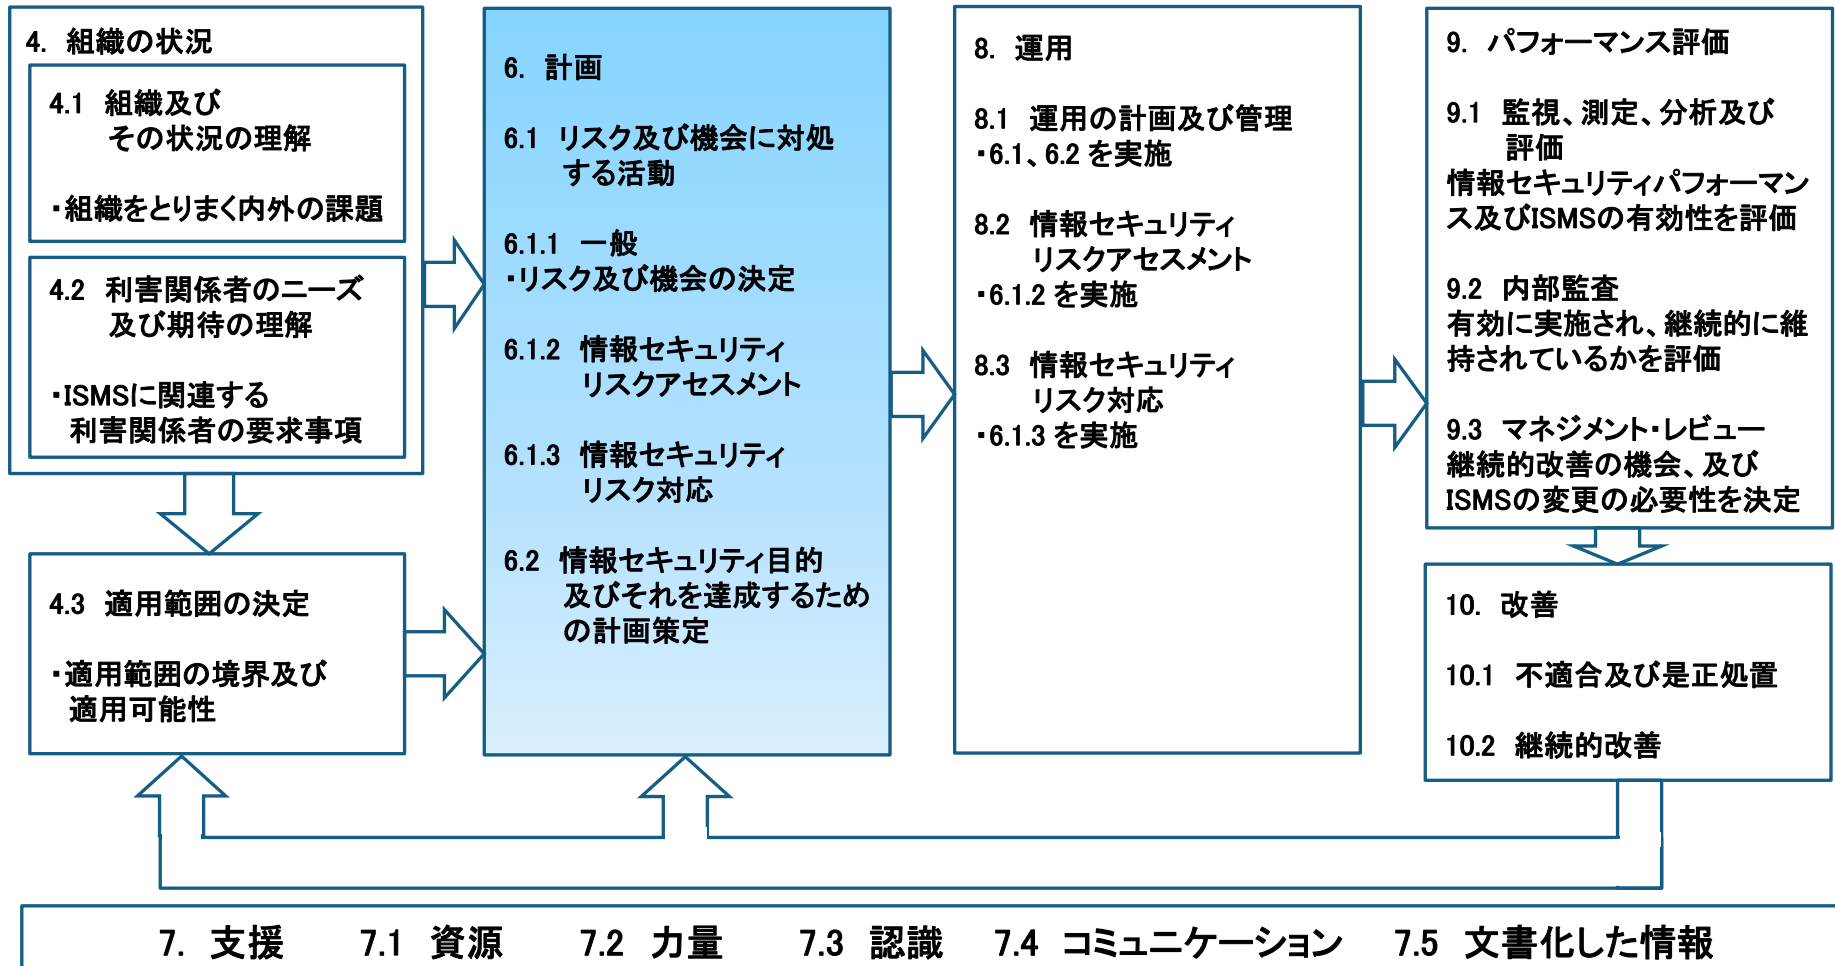 4. 組織の状況
4.1 組織及び
その状況の理解
・組織をとりまく内外の課題
4.2 利害関係者のニーズ
及び期待の理解
・ISMSに関連する
利害関係者の要求事項
4.3 適用範囲の決定
・適用範囲の境界及び
適用可能性
6. 計画
6.1 リスク及び機会に対処
する活動
6.1.1 一般
・リスク及び機会の決定
6.1.2 情報セキュリティ
リスクアセスメント
6.1.3 情報セキュリティ
リスク対応
6.2 情報セキュリティ目的
及びそれを達成するため
の計画策定
8. 運用
8.1 運用の計画及び管理
・6.1、6.2 を実施
8.2 情報セキュリティ
リスクアセスメント
・6.1.2 を実施
8.3 情報セキュリティ
リスク対応
・6.1.3 を実施
9. パフォーマンス評価
9.1 監視、測定、分析及び
評価
情報セキュリティパフォーマン
ス及びISMSの有効性を評価
9.2 内部監査
有効に実施され、継続的に維
持されているかを評価
9.3 マネジメント・レビュー
継続的改善の機会、及び
ISMSの変更の必要性を決定
10. 改善
10.1 不適合及び是正処置
10.2 継続的改善
7. 支援 7.1 資源 7.2 力量 7.3 認識 7.4 コミュニケーション 7.5 文書化した情報